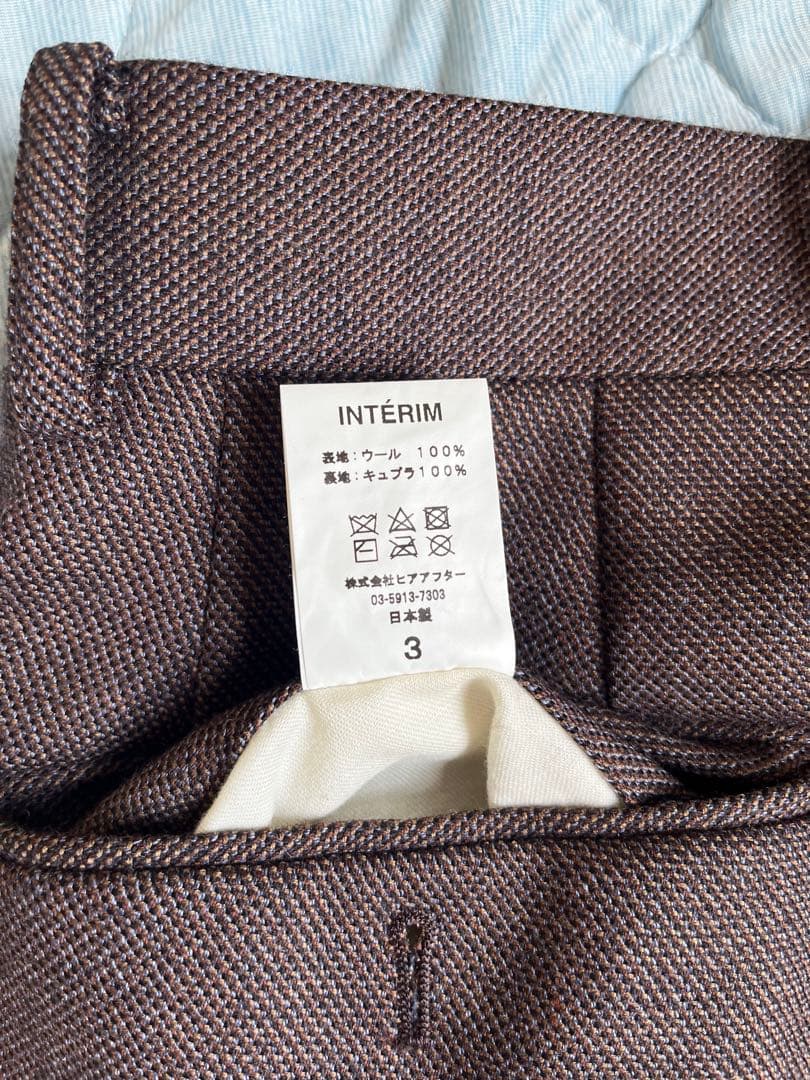 INTÉRIM
表地：ウール 100%
裏地：キュプラ100%
株式会社ヒアアフター
03-5913-7303
日本製
3